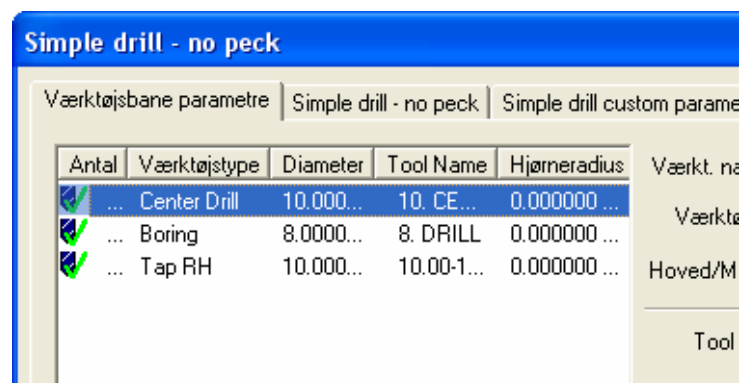 Simple drill - no peck
Værktøjsbane parametre Simple drill - no peck Simple drill custom parame
Antal Værktøjstype Diameter Tool Name Hjørneradius Værkt. na
... Center Drill 10.000... 10. CE... 0.000000 ...
Værktø
... Boring 8.0000... 8. DRILL 0.000000 ...
... Tap RH 10.000... 10.00-1... 0.000000 ... Hoved/M
Tool